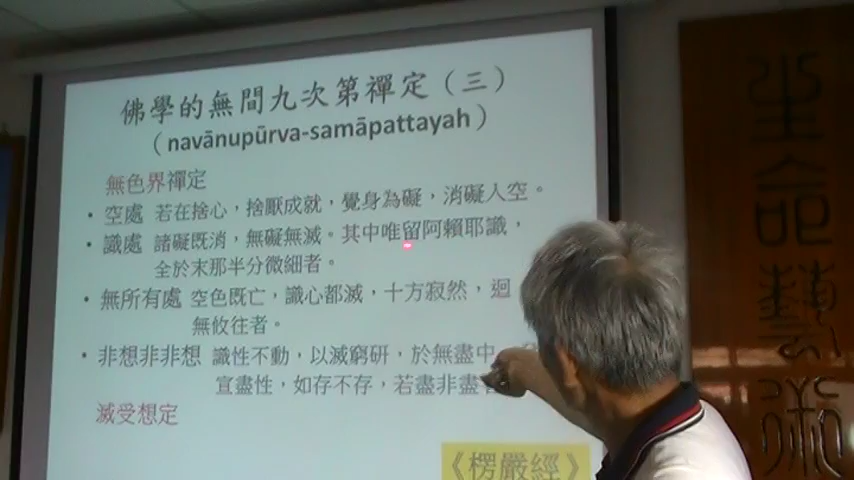 佛學的無間九次第禪定（三）
（navānupūrva-samāpattayah）
無色界禪定
• 空處 若在捨心，捨厭成就，覺身為礙，消礙入空。
• 識處 諸礙既消，無礙無滅。其中唯留阿賴耶識，
全於末那半分微細者。
• 無所有處 空色既亡，識心都滅，十方寂然，迥
無攸往者。
• 非想非非想 識性不動，以滅窮研，於無盡中
宣盡性，如存不存，若盡非盡
滅受想定
《楞嚴經》
生命藝術